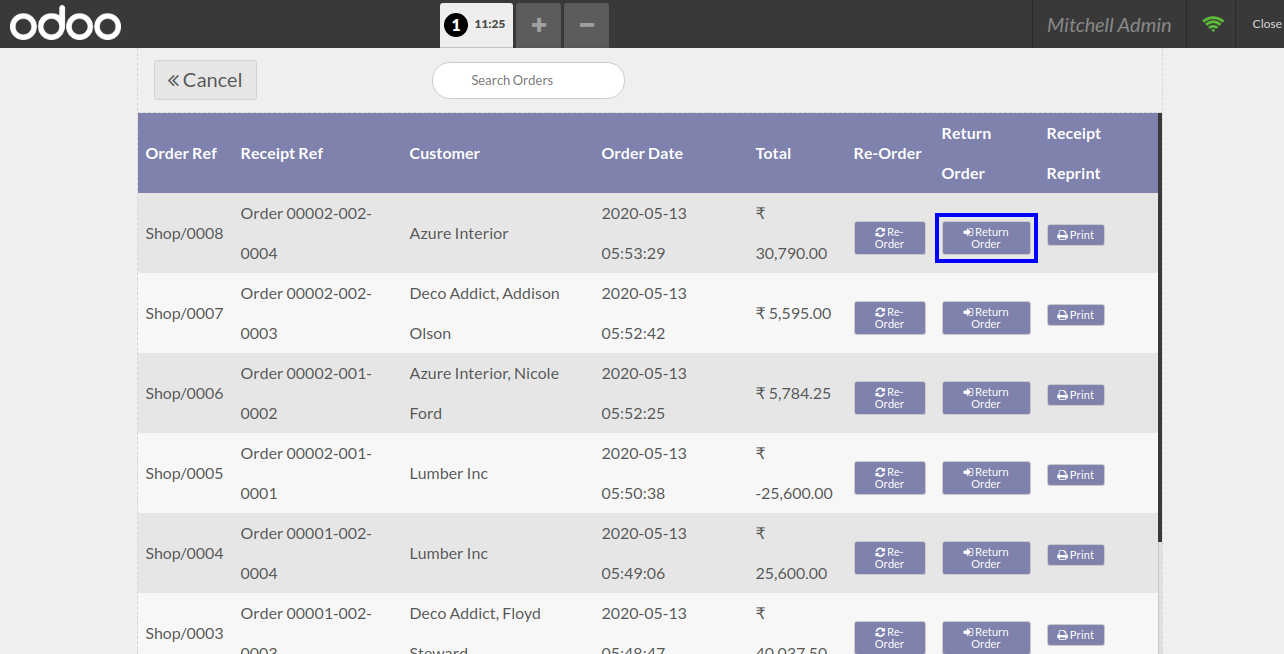 odoo
1 11:25
Mitchell Admin
Close
Cancel
Search Orders
Order Ref Receipt Ref Customer Order Date Total Re-Order Return Order Receipt Reprint
Shop/0008 Order 00002-002-0004 Azure Interior 2020-05-13 05:53:29 ₹ 30,790.00 Re-Order Return Order Print
Shop/0007 Order 00002-002-0003 Deco Addict, Addison Olson 2020-05-13 05:52:42 ₹ 5,595.00 Re-Order Return Order Print
Shop/0006 Order 00002-001-0002 Azure Interior, Nicole Ford 2020-05-13 05:52:25 ₹ 5,784.25 Re-Order Return Order Print
Shop/0005 Order 00002-001-0001 Lumber Inc 2020-05-13 05:50:38 ₹ -25,600.00 Re-Order Return Order Print
Shop/0004 Order 00001-002-0004 Lumber Inc 2020-05-13 05:49:06 ₹ 25,600.00 Re-Order Return Order Print
Shop/0003 Order 00001-002-0003 Deco Addict, Floyd Steward 2020-05-13 05:48:47 ₹ 40,037.50 Re-Order Return Order Print